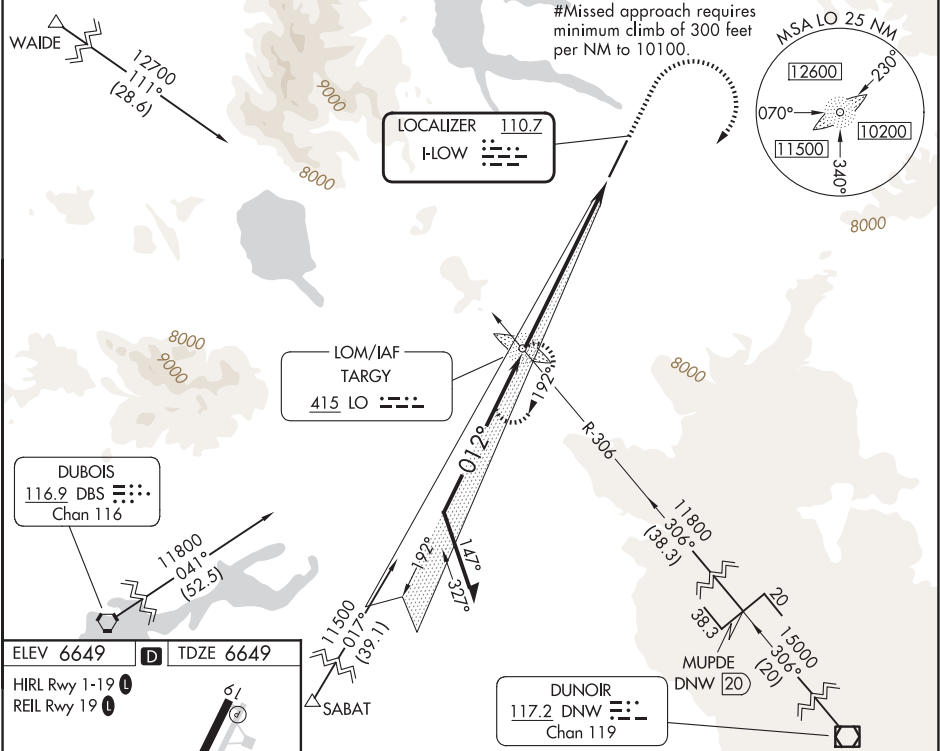 #Missed approach requires
minimum climb of 300 feet
per NM to 10100.
MSA LO 25 NM
12600
230°
070°
10200
11500
340°
WAIDE
12700
111°
(28.6)
9000
8000
LOCALIZER 110.7
I-LOW
8000
8000
9000
LOM/IAF
TARGY
415 LO
192°
8000
012°
R-306
DUBOIS
116.9 DBS
Chan 116
11800
041°
(52.5)
192°
147°
327°
11800
306°
(38.3)
11500
017°
(39.1)
SABAT
20
38.3
15000
306°
(20)
MUPDE
DNW 20
DUNOIR
117.2 DNW
Chan 119
ELEV 6649 D TDZE 6649
HIRL Rwy 1-19 L
REIL Rwy 19 L
19
P